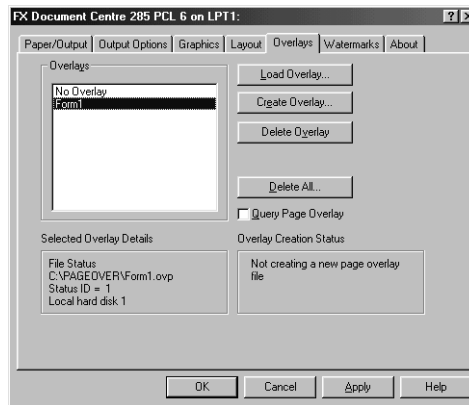 FX Document Centre 285 PCL 6 on LPT1:
Paper/Output Output Options Graphics Layout Overlays Watermarks About
Overlays
No Overlay
Form1
Load Overlay...
Create Overlay...
Delete Overlay
Delete All...
Query Page Overlay
Selected Overlay Details
File Status
C:\PAGEOVER\Form1.ovp
Status ID = 1
Local hard disk 1
Overlay Creation Status
Not creating a new page overlay
file
OK Cancel Apply Help